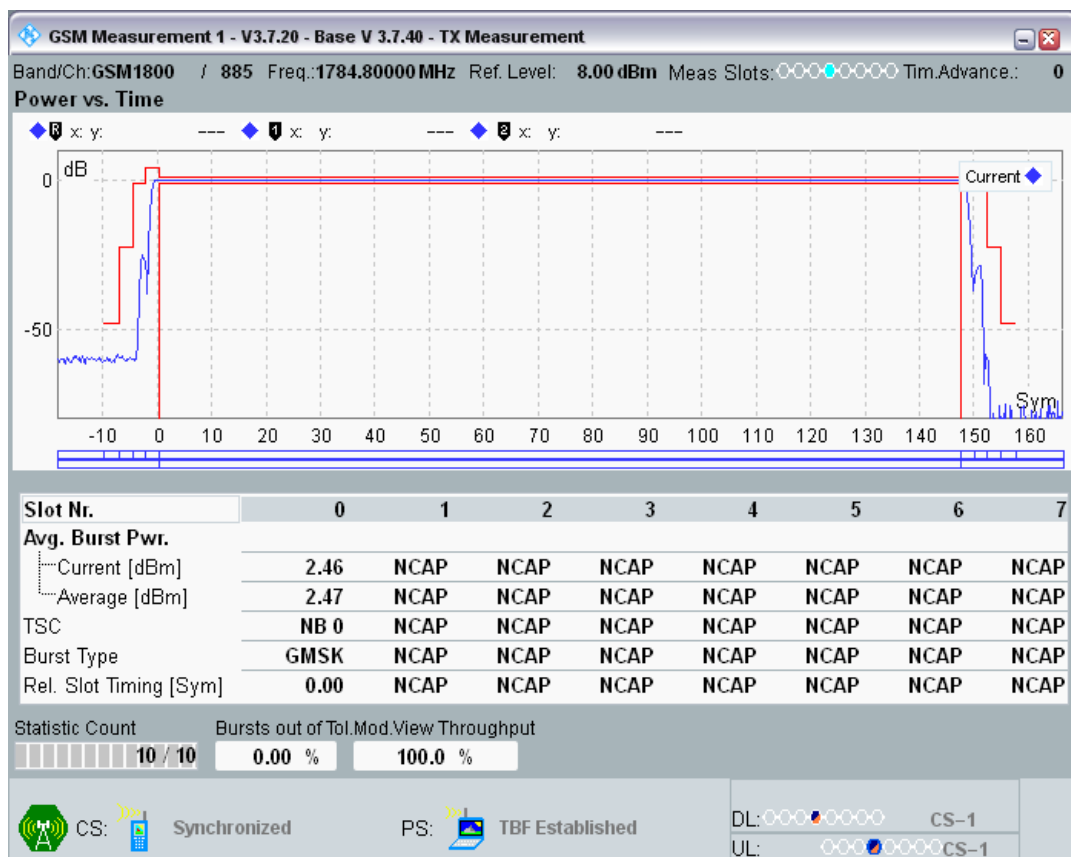 GSM Measurement 1 - V3.7.20 - Base V 3.7.40 - TX Measurement
Band/Ch:GSM1800 / 885 Freq.:1784.80000 MHz Ref. Level: 8.00 dBm Meas Slots: Tim.Advance.: 0
Power vs. Time
R x: y: --- 1 x: y: --- 2 x: y: ---
dB
Current
0
-50
Sym
-10 0 10 20 30 40 50 60 70 80 90 100 110 120 130 140 150 160
Slot Nr. 0 1 2 3 4 5 6 7
Avg. Burst Pwr.
Current [dBm] 2.46 NCAP NCAP NCAP NCAP NCAP NCAP NCAP
Average [dBm] 2.47 NCAP NCAP NCAP NCAP NCAP NCAP NCAP
TSC NB 0 NCAP NCAP NCAP NCAP NCAP NCAP NCAP
Burst Type GMSK NCAP NCAP NCAP NCAP NCAP NCAP NCAP
Rel. Slot Timing [Sym] 0.00 NCAP NCAP NCAP NCAP NCAP NCAP NCAP
Statistic Count Bursts out of Tol.Mod.View Throughput
10 / 10 0.00 % 100.0 %
CS: Synchronized PS: TBF Established
DL: CS-1
UL: CS-1